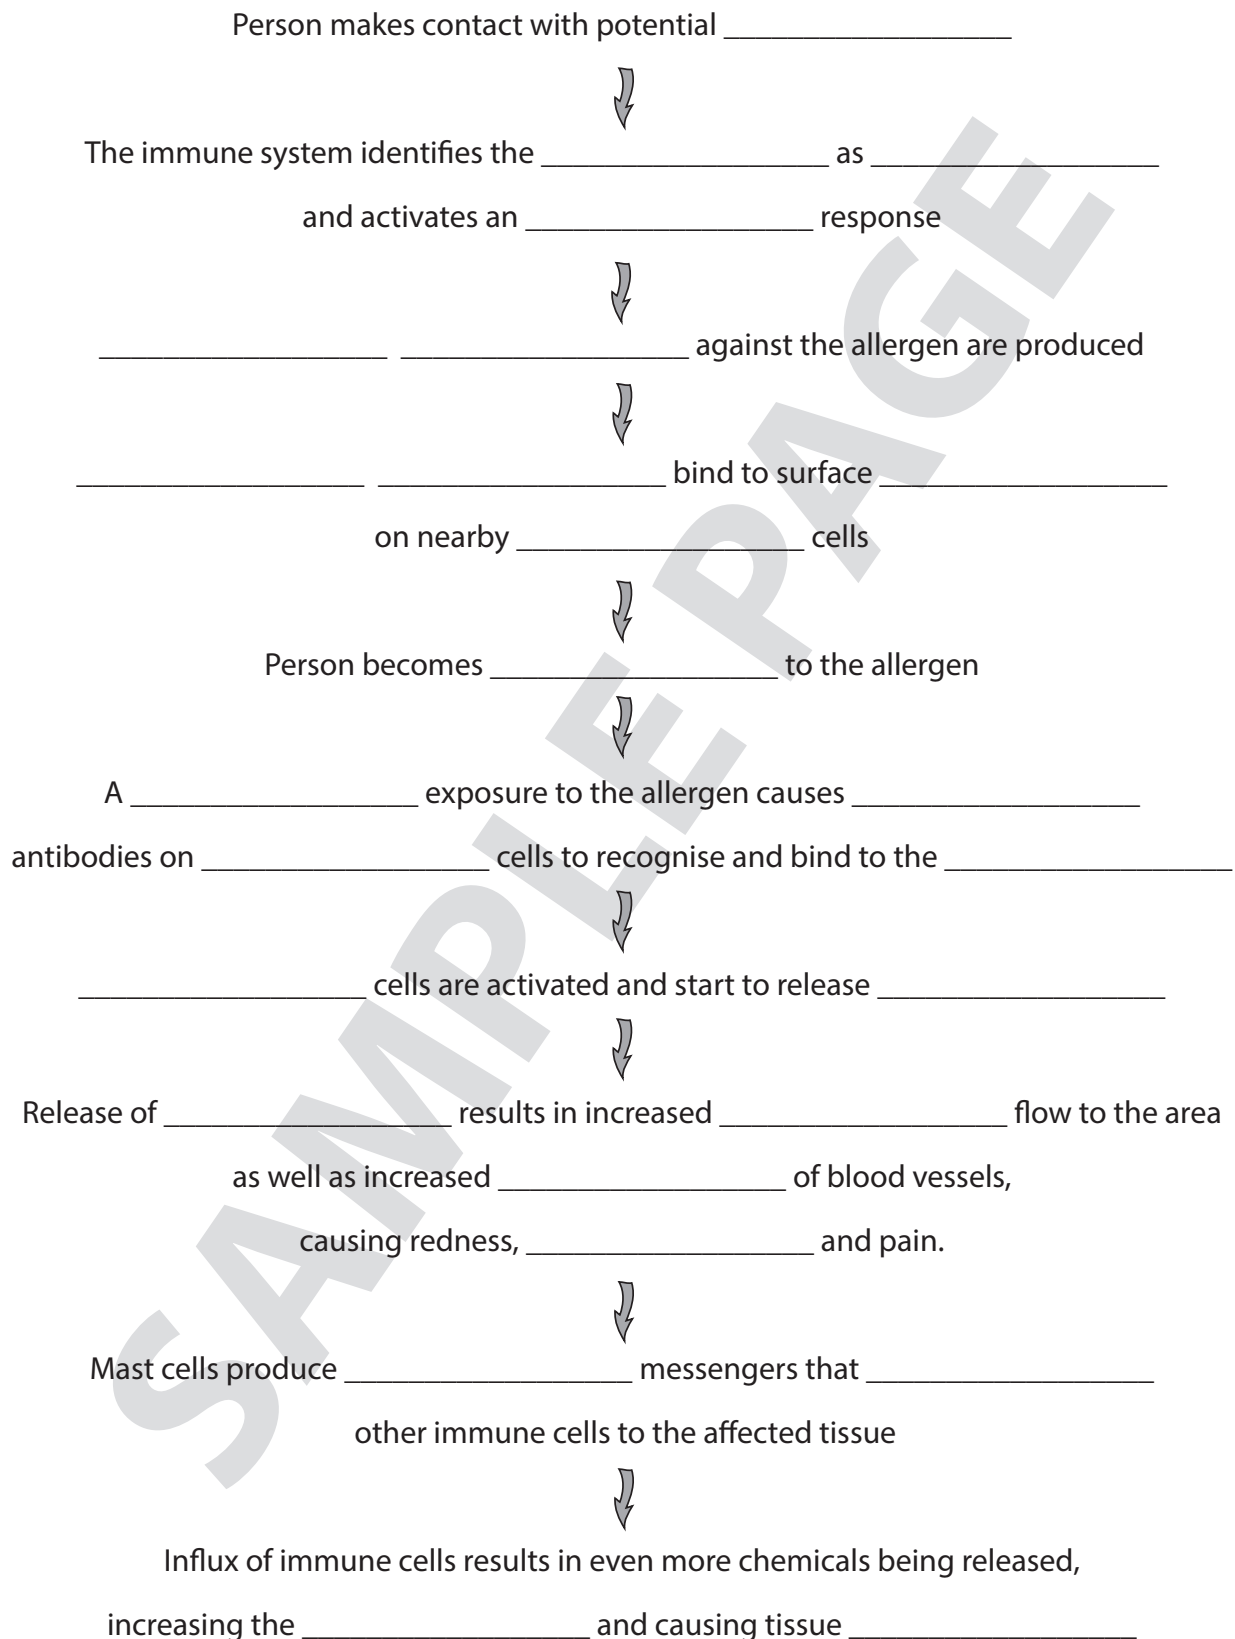 Person makes contact with potential __________________
The immune system identifies the __________________ as __________________
and activates an __________________ response
__________________ __________________ against the allergen are produced
__________________ __________________ bind to surface __________________
on nearby __________________ cells
Person becomes __________________ to the allergen
A __________________ exposure to the allergen causes __________________
antibodies on __________________ cells to recognise and bind to the __________________
__________________ cells are activated and start to release __________________
Release of __________________ results in increased __________________ flow to the area
as well as increased __________________ of blood vessels,
causing redness, __________________ and pain.
Mast cells produce __________________ messengers that __________________
other immune cells to the affected tissue
Influx of immune cells results in even more chemicals being released,
increasing the __________________ and causing tissue __________________
SAMPLE PAGE